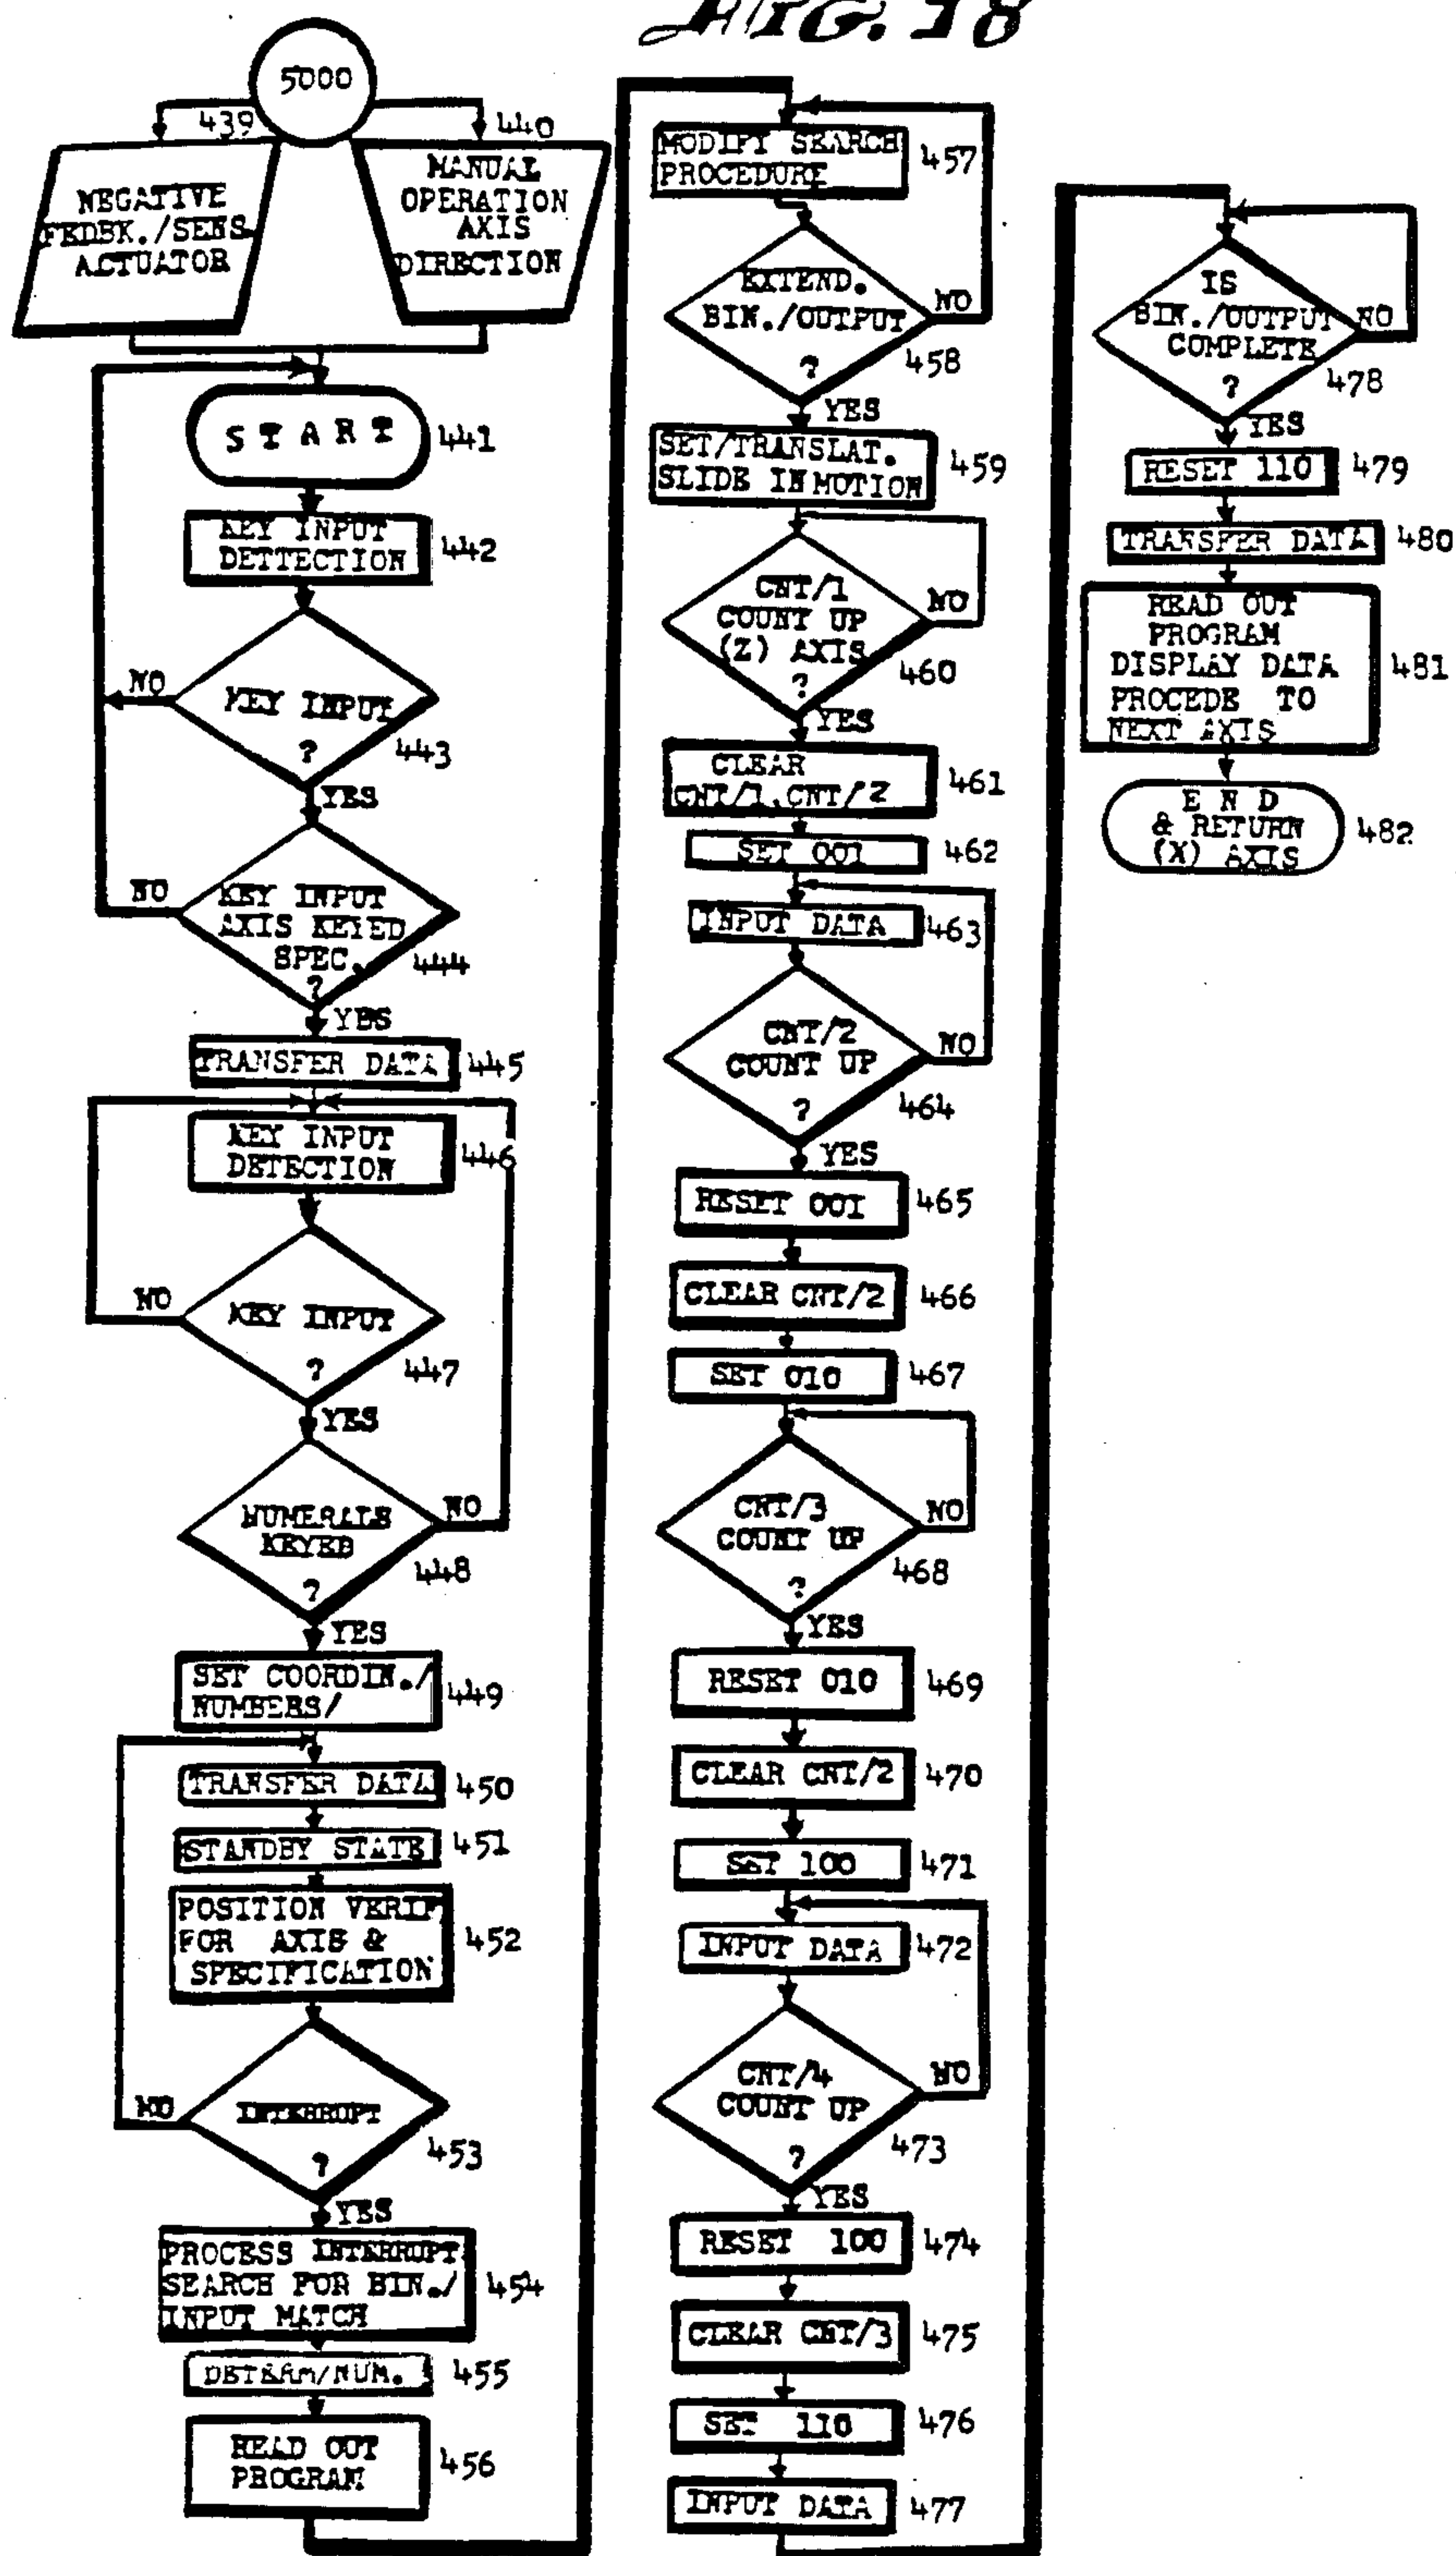 FIG. 18
5000
439
440
NEGATIVE
FEDBK./SENS.
ACTUATOR
MANUAL
OPERATION
AXIS
DIRECTION
START
441
KEY INPUT
DETTECTION
442
NO
KEY INPUT
?
443
YES
NO
KEY INPUT
AXIS KEYED
SPEC.
?
444
YES
TRANSFER DATA
445
KEY INPUT
DETECTION
446
NO
KEY INPUT
?
447
YES
NUMERALS
KEYED
?
NO
448
YES
SET COORDIN./
NUMBERS/
449
TRANSFER DATA
450
STANDBY STATE
451
POSITION VERIF
FOR AXIS &
SPECIFICATION
452
NO
INTERRUPT
?
453
YES
PROCESS INTERRUPT
SEARCH FOR BIN./
INPUT MATCH
454
DETERM/NUM.
455
READ OUT
PROGRAM
456
MODIFY SEARCH
PROCEDURE
457
EXTEND.
BIN./OUTPUT
?
NO
458
YES
SET/TRANSLAT.
SLIDE IN MOTION
459
CNT/1
COUNT UP
(Z) AXIS
?
NO
460
YES
CLEAR
CNT/1.CNT/2
461
SET 001
462
INPUT DATA
463
CNT/2
COUNT UP
?
NO
464
YES
RESET 001
465
CLEAR CNT/2
466
SET 010
467
CNT/3
COUNT UP
?
NO
468
YES
RESET 010
469
CLEAR CNT/2
470
SET 100
471
INPUT DATA
472
CNT/4
COUNT UP
?
NO
473
YES
RESET 100
474
CLEAR CNT/3
475
SET 110
476
INPUT DATA
477
IS
BIN./OUTPUT
COMPLETE
?
NO
478
YES
RESET 110
479
TRANSFER DATA
480
READ OUT
PROGRAM
DISPLAY DATA
PROCEDE TO
NEXT AXIS
481
END
& RETURN
(X) AXIS
482